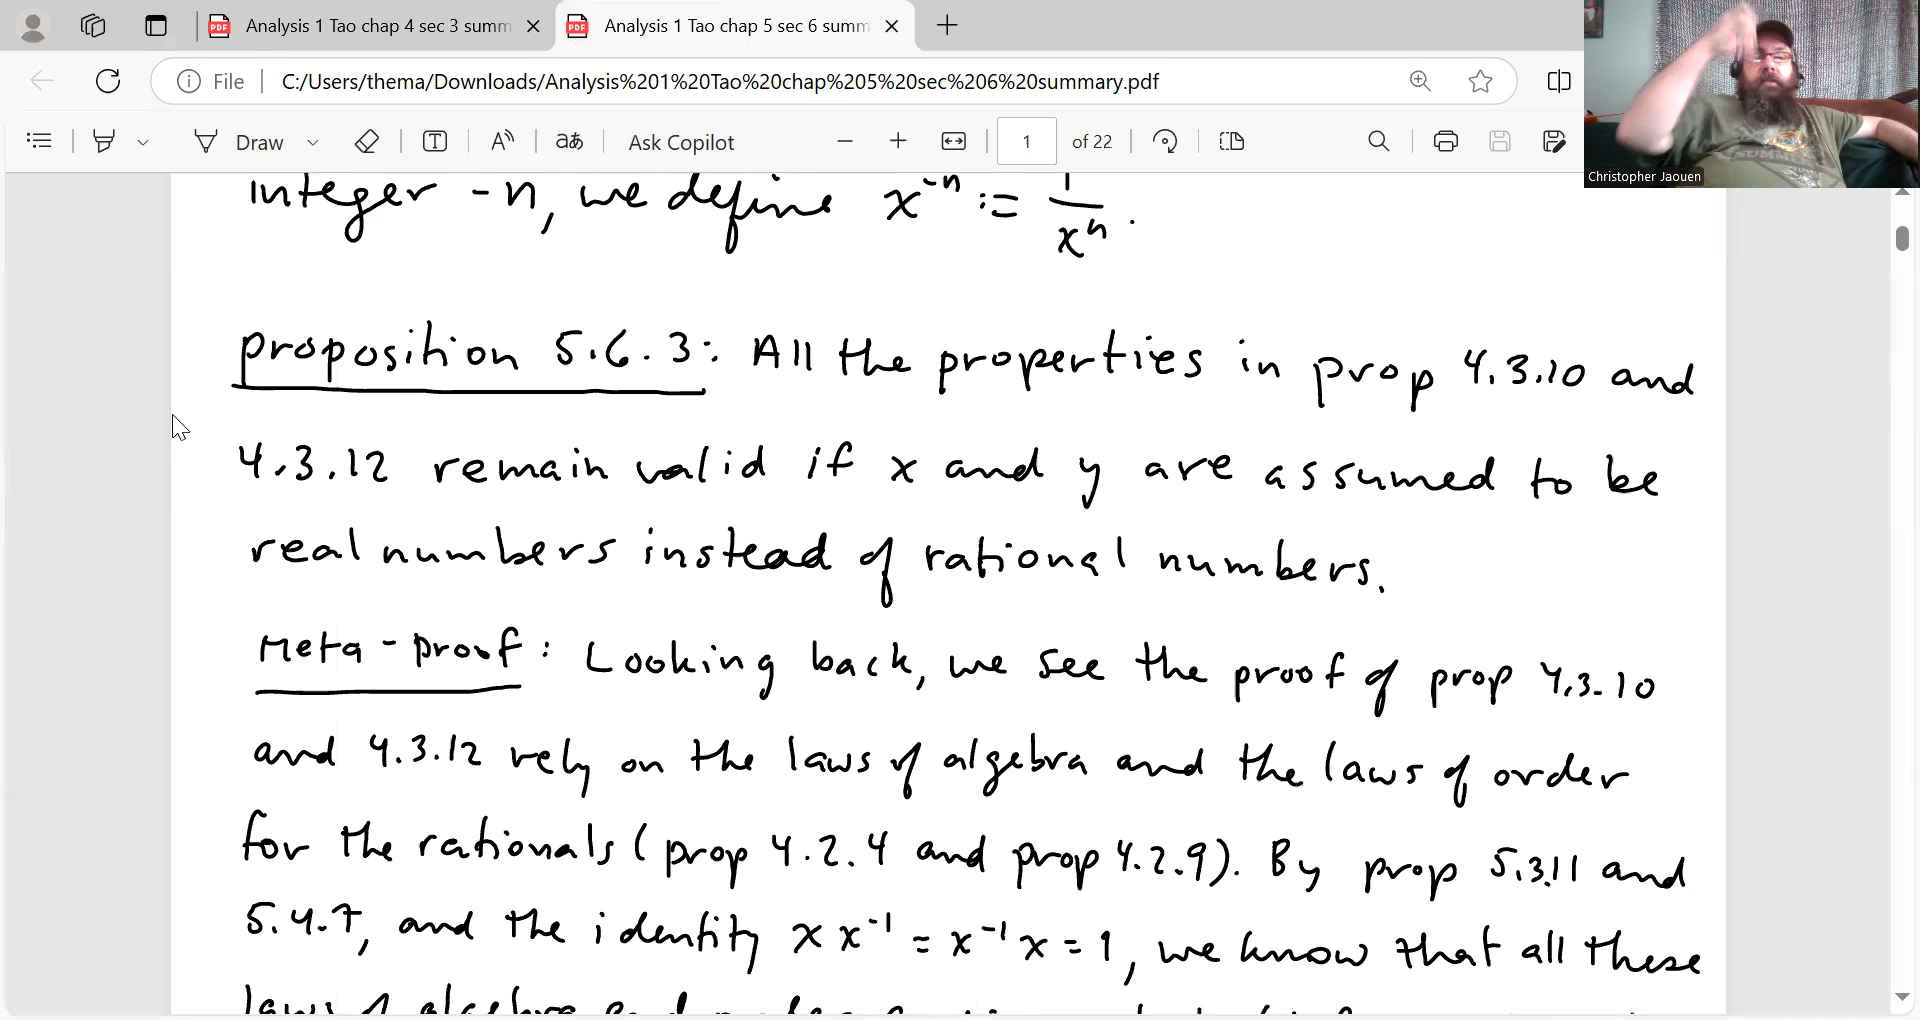 Analysis 1 Tao chap 4 sec 3 summ
Analysis 1 Tao chap 5 sec 6 summ
File
C:/Users/thema/Downloads/Analysis%201%20Tao%20chap%205%20sec%206%20summary.pdf
Draw
Ask Copilot
1 of 22
Christopher Jaouen
integer -n, we define x⁻ⁿ := 1/xⁿ.
proposition 5.6.3: All the properties in prop 4.3.10 and
4.3.12 remain valid if x and y are assumed to be
real numbers instead of rational numbers.
Meta-proof: Looking back, we see the proof of prop 4.3.10
and 4.3.12 rely on the laws of algebra and the laws of order
for the rationals (prop 4.2.4 and prop 4.2.9). By prop 5.3.11 and
5.4.7, and the identity x x⁻¹ = x⁻¹ x = 1, we know that all these
laws of algebra